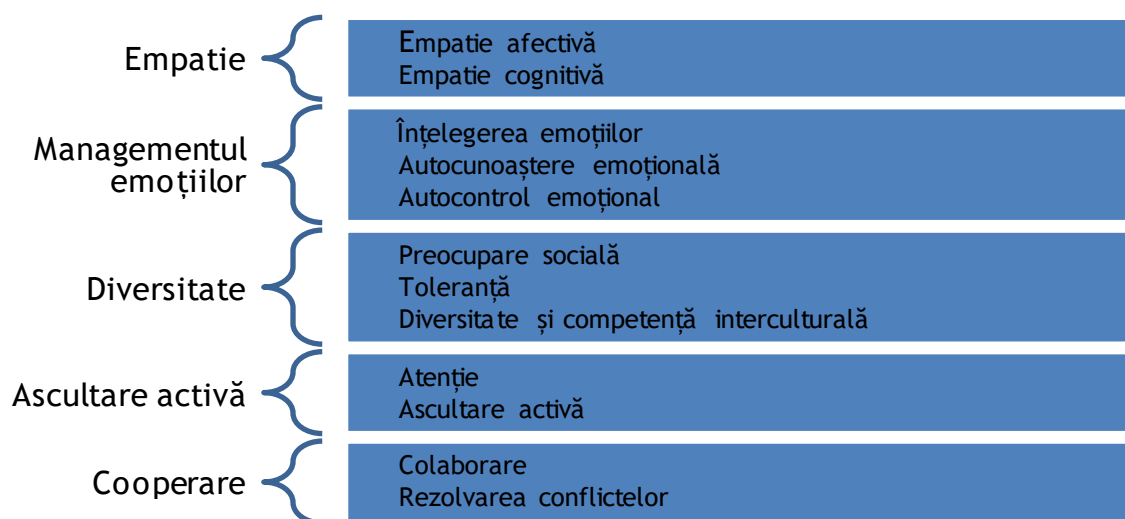 Empatie
Empatie afectivă
Empatie cognitivă
Managementul
emoțiilor
Înțelegerea emoțiilor
Autocunoaștere emoțională
Autocontrol emoțional
Diversitate
Preocupare socială
Toleranță
Diversitate și competență interculturală
Ascultare activă
Atenție
Ascultare activă
Cooperare
Colaborare
Rezolvarea conflictelor